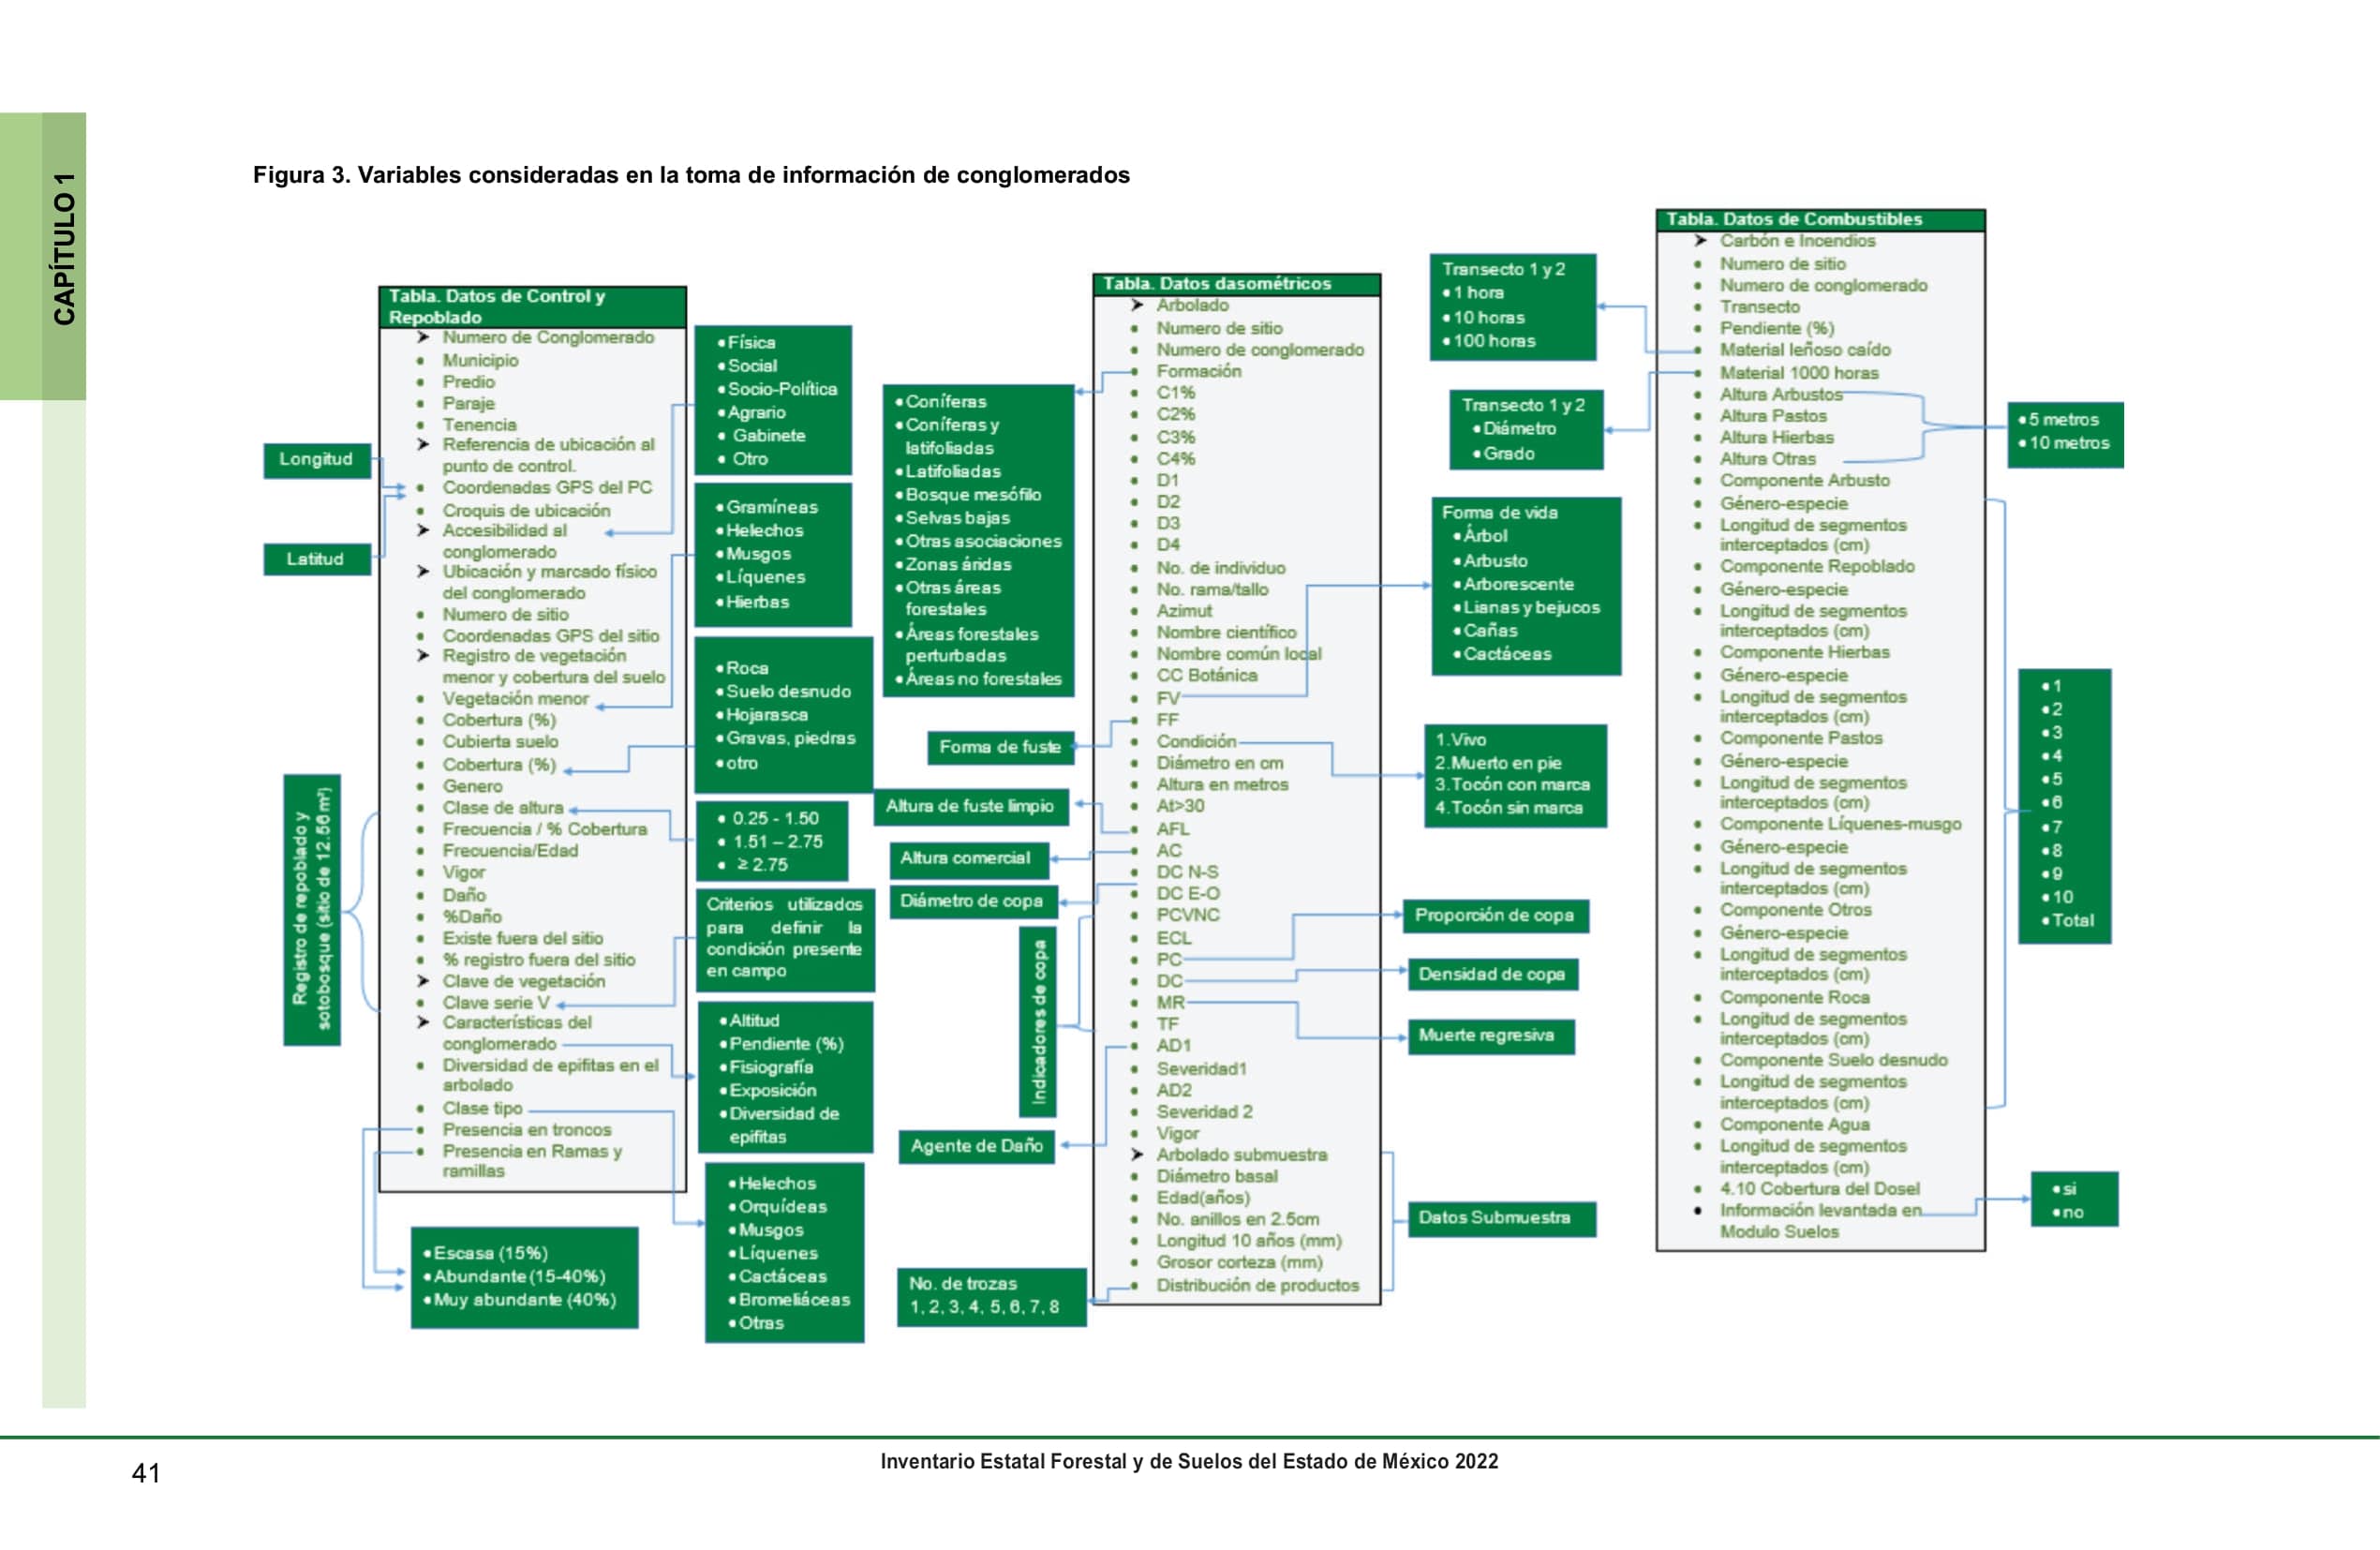 CAPÍTULO 1
Figura 3. Variables consideradas en la toma de información de conglomerados
Longitud
Latitud
Registro de repoblado y
sotobosque (sitio de 12.56 m²)
Tabla. Datos de Control y
Repoblado
➤ Numero de Conglomerado
• Municipio
• Predio
• Paraje
• Tenencia
➤ Referencia de ubicación al
punto de control.
• Coordenadas GPS del PC
• Croquis de ubicación
➤ Accesibilidad al
conglomerado
➤ Ubicación y marcado físico
del conglomerado
• Numero de sitio
• Coordenadas GPS del sitio
➤ Registro de vegetación
menor y cobertura del suelo
• Vegetación menor
• Cobertura (%)
• Cubierta suelo
• Cobertura (%)
• Genero
• Clase de altura
• Frecuencia / % Cobertura
• Frecuencia/Edad
• Vigor
• Daño
• %Daño
• Existe fuera del sitio
• % registro fuera del sitio
➤ Clave de vegetación
• Clave serie V
➤ Características del
conglomerado
• Diversidad de epifitas en el
arbolado
• Clase tipo
• Presencia en troncos
• Presencia en Ramas y
ramillas
• Escasa (15%)
• Abundante (15-40%)
• Muy abundante (40%)
• Física
• Social
• Socio-Política
• Agrario
• Gabinete
• Otro
• Gramíneas
• Helechos
• Musgos
• Líquenes
• Hierbas
• Roca
• Suelo desnudo
• Hojarasca
• Gravas, piedras
• otro
• 0.25 - 1.50
• 1.51 – 2.75
• ≥ 2.75
Criterios utilizados
para definir la
condición presente
en campo
• Altitud
• Pendiente (%)
• Fisiografía
• Exposición
• Diversidad de
epifitas
• Helechos
• Orquídeas
• Musgos
• Líquenes
• Cactáceas
• Bromeliáceas
• Otras
• Coníferas
• Coníferas y
latifoliadas
• Latifoliadas
• Bosque mesófilo
• Selvas bajas
• Otras asociaciones
• Zonas áridas
• Otras áreas
forestales
• Áreas forestales
perturbadas
• Áreas no forestales
Forma de fuste
Altura de fuste limpio
Altura comercial
Diámetro de copa
Indicadores de copa
Agente de Daño
No. de trozas
1, 2, 3, 4, 5, 6, 7, 8
Tabla. Datos dasométricos
➤ Arbolado
• Numero de sitio
• Numero de conglomerado
• Formación
• C1%
• C2%
• C3%
• C4%
• D1
• D2
• D3
• D4
• No. de individuo
• No. rama/tallo
• Azimut
• Nombre científico
• Nombre común local
• CC Botánica
• FV
• FF
• Condición
• Diámetro en cm
• Altura en metros
• At>30
• AFL
• AC
• DC N-S
• DC E-O
• PCVNC
• ECL
• PC
• DC
• MR
• TF
• AD1
• Severidad1
• AD2
• Severidad 2
• Vigor
➤ Arbolado submuestra
• Diámetro basal
• Edad(años)
• No. anillos en 2.5cm
• Longitud 10 años (mm)
• Grosor corteza (mm)
• Distribución de productos
Transecto 1 y 2
• 1 hora
• 10 horas
• 100 horas
Transecto 1 y 2
• Diámetro
• Grado
Forma de vida
• Árbol
• Arbusto
• Arborescente
• Lianas y bejucos
• Cañas
• Cactáceas
1.Vivo
2.Muerto en pie
3.Tocón con marca
4.Tocón sin marca
Proporción de copa
Densidad de copa
Muerte regresiva
Datos Submuestra
Tabla. Datos de Combustibles
➤ Carbón e Incendios
• Numero de sitio
• Numero de conglomerado
• Transecto
• Pendiente (%)
• Material leñoso caído
• Material 1000 horas
• Altura Arbustos
• Altura Pastos
• Altura Hierbas
• Altura Otras
• Componente Arbusto
• Género-especie
• Longitud de segmentos
interceptados (cm)
• Componente Repoblado
• Género-especie
• Longitud de segmentos
interceptados (cm)
• Componente Hierbas
• Género-especie
• Longitud de segmentos
interceptados (cm)
• Componente Pastos
• Género-especie
• Longitud de segmentos
interceptados (cm)
• Componente Líquenes-musgo
• Género-especie
• Longitud de segmentos
interceptados (cm)
• Componente Otros
• Género-especie
• Longitud de segmentos
interceptados (cm)
• Componente Roca
• Longitud de segmentos
interceptados (cm)
• Componente Suelo desnudo
• Longitud de segmentos
interceptados (cm)
• Componente Agua
• Longitud de segmentos
interceptados (cm)
• 4.10 Cobertura del Dosel
• Información levantada en
Modulo Suelos
• 5 metros
• 10 metros
• 1
• 2
• 3
• 4
• 5
• 6
• 7
• 8
• 9
• 10
• Total
• si
• no
Inventario Estatal Forestal y de Suelos del Estado de México 2022
41